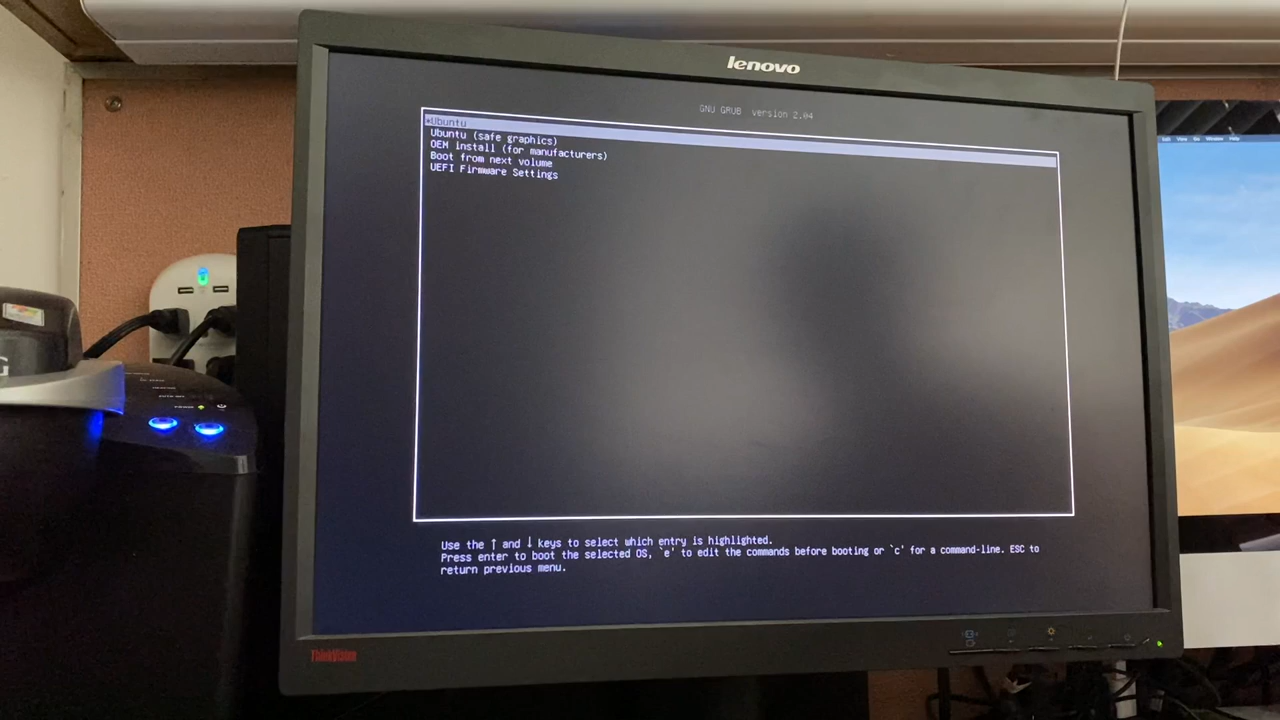 lenovo
GNU GRUB version 2.04
*Ubuntu
Ubuntu (safe graphics)
OEM install (for manufacturers)
Boot from next volume
UEFI Firmware Settings
Use the ↑ and ↓ keys to select which entry is highlighted.
Press enter to boot the selected OS, `e' to edit the commands before booting or `c' for a command-line. ESC to
return previous menu.
ThinkVision